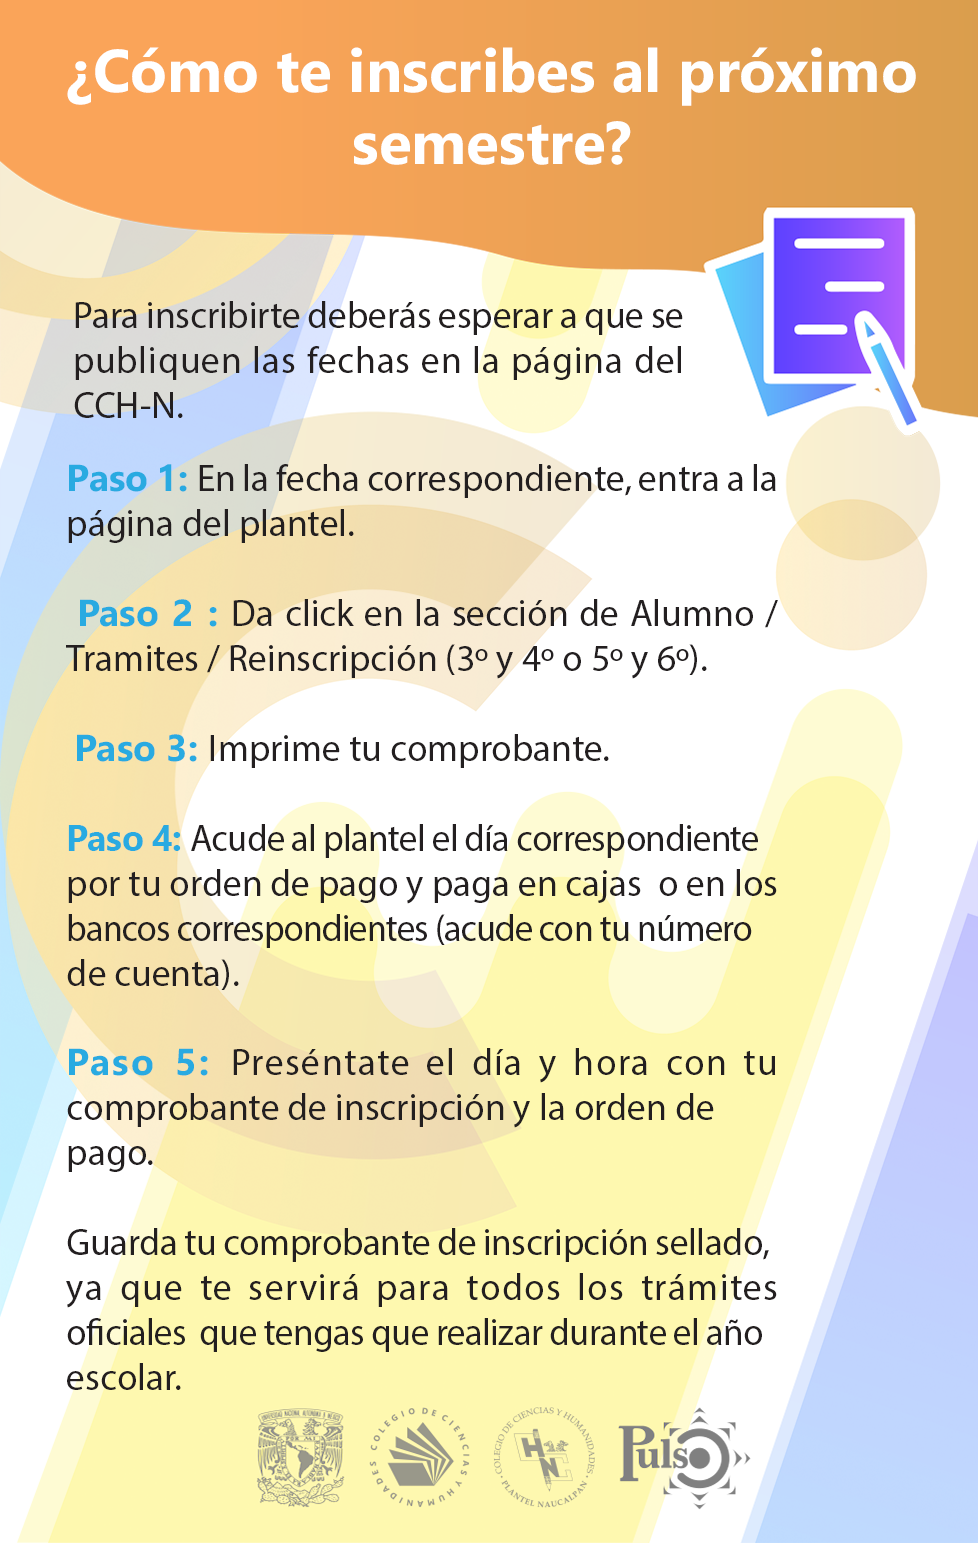 ¿Cómo te inscribes al próximo
semestre?
Para inscribirte deberás esperar a que se
publiquen las fechas en la página del
CCH-N.
Paso 1: En la fecha correspondiente, entra a la
página del plantel.
Paso 2 : Da click en la sección de Alumno /
Tramites / Reinscripción (3º y 4º o 5º y 6º).
Paso 3: Imprime tu comprobante.
Paso 4: Acude al plantel el día correspondiente
por tu orden de pago y paga en cajas  o en los
bancos correspondientes (acude con tu número
de cuenta).
Paso 5: Preséntate el día y hora con tu
comprobante de inscripción y la orden de
pago.
Guarda tu comprobante de inscripción sellado,
ya que te servirá para todos los trámites
oficiales  que tengas que realizar durante el año
escolar.
COLEGIO DE CIENCIAS Y HUMANIDADES
COLEGIO DE CIENCIAS Y HUMANIDADES
• PLANTEL NAUCALPAN •
Pulso